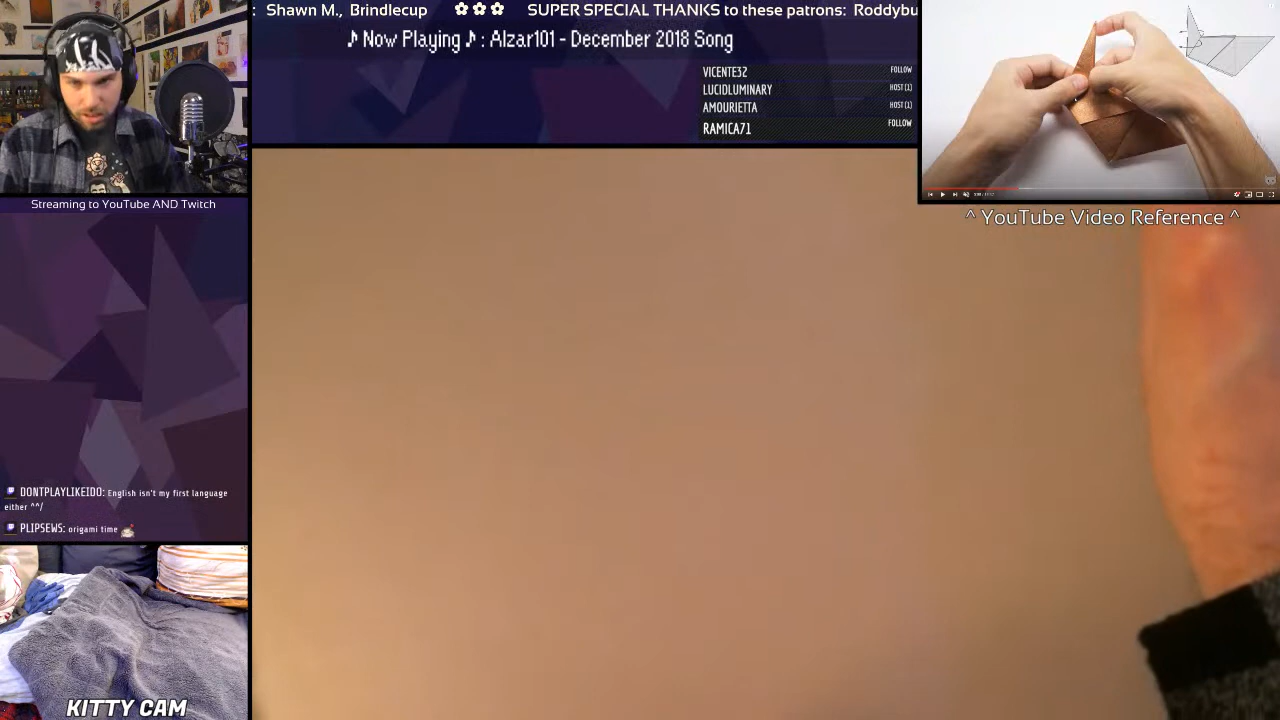 : Shawn M., Brindlecup ✿ ✿ ✿ SUPER SPECIAL THANKS to these patrons: Roddybu
♪ Now Playing ♪ : Alzar101 - December 2018 Song
VICENTE32 FOLLOW
LUCIDLUMINARY HOST (1)
AMOURIETTA HOST (1)
RAMICA71 FOLLOW
Streaming to YouTube AND Twitch
^ YouTube Video Reference ^
DONTPLAYLIKEIDO: English isn't my first language
either ^^/
PLIPSEWS: origami time
KITTY CAM